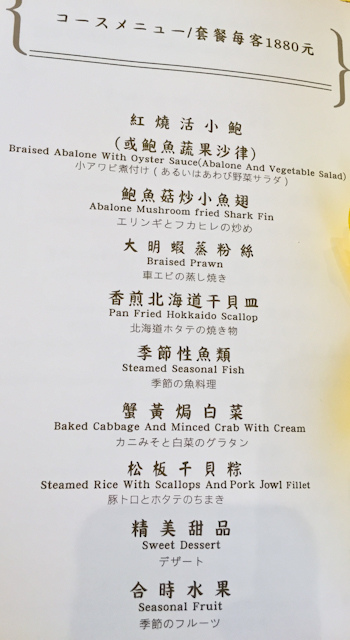 コースメニュー/套餐每客1880元
紅燒活小鮑
(或鮑魚蔬果沙律)
Braised Abalone With Oyster Sauce(Abalone And Vegetable Salad)
小アワビ煮付け(あるいはあわび野菜サラダ)
鮑魚菇炒小魚翅
Abalone Mushroom fried Shark Fin
エリンギとフカヒレの炒め
大明蝦蒸粉絲
Braised Prawn
車エビの蒸し焼き
香煎北海道干貝皿
Pan Fried Hokkaido Scallop
北海道ホタテの焼き物
季節性魚類
Steamed Seasonal Fish
季節の魚料理
蟹黃焗白菜
Baked Cabbage And Minced Crab With Cream
カニみそと白菜のグラタン
松板干貝粽
Steamed Rice With Scallops And Pork Jowl Fillet
豚トロとホタテのちまき
精美甜品
Sweet Dessert
デザート
合時水果
Seasonal Fruit
季節のフルーツ